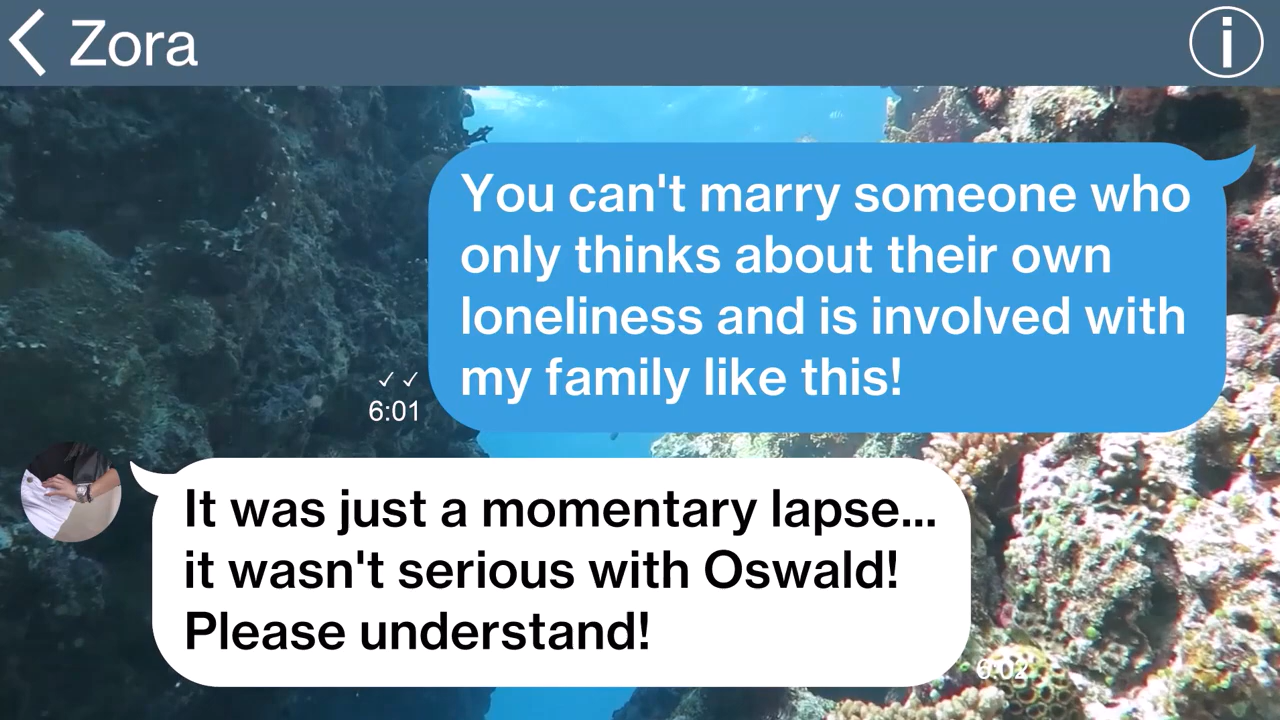 Zora
You can't marry someone who
only thinks about their own
loneliness and is involved with
my family like this!
6:01
It was just a momentary lapse...
it wasn't serious with Oswald!
Please understand!
6:02